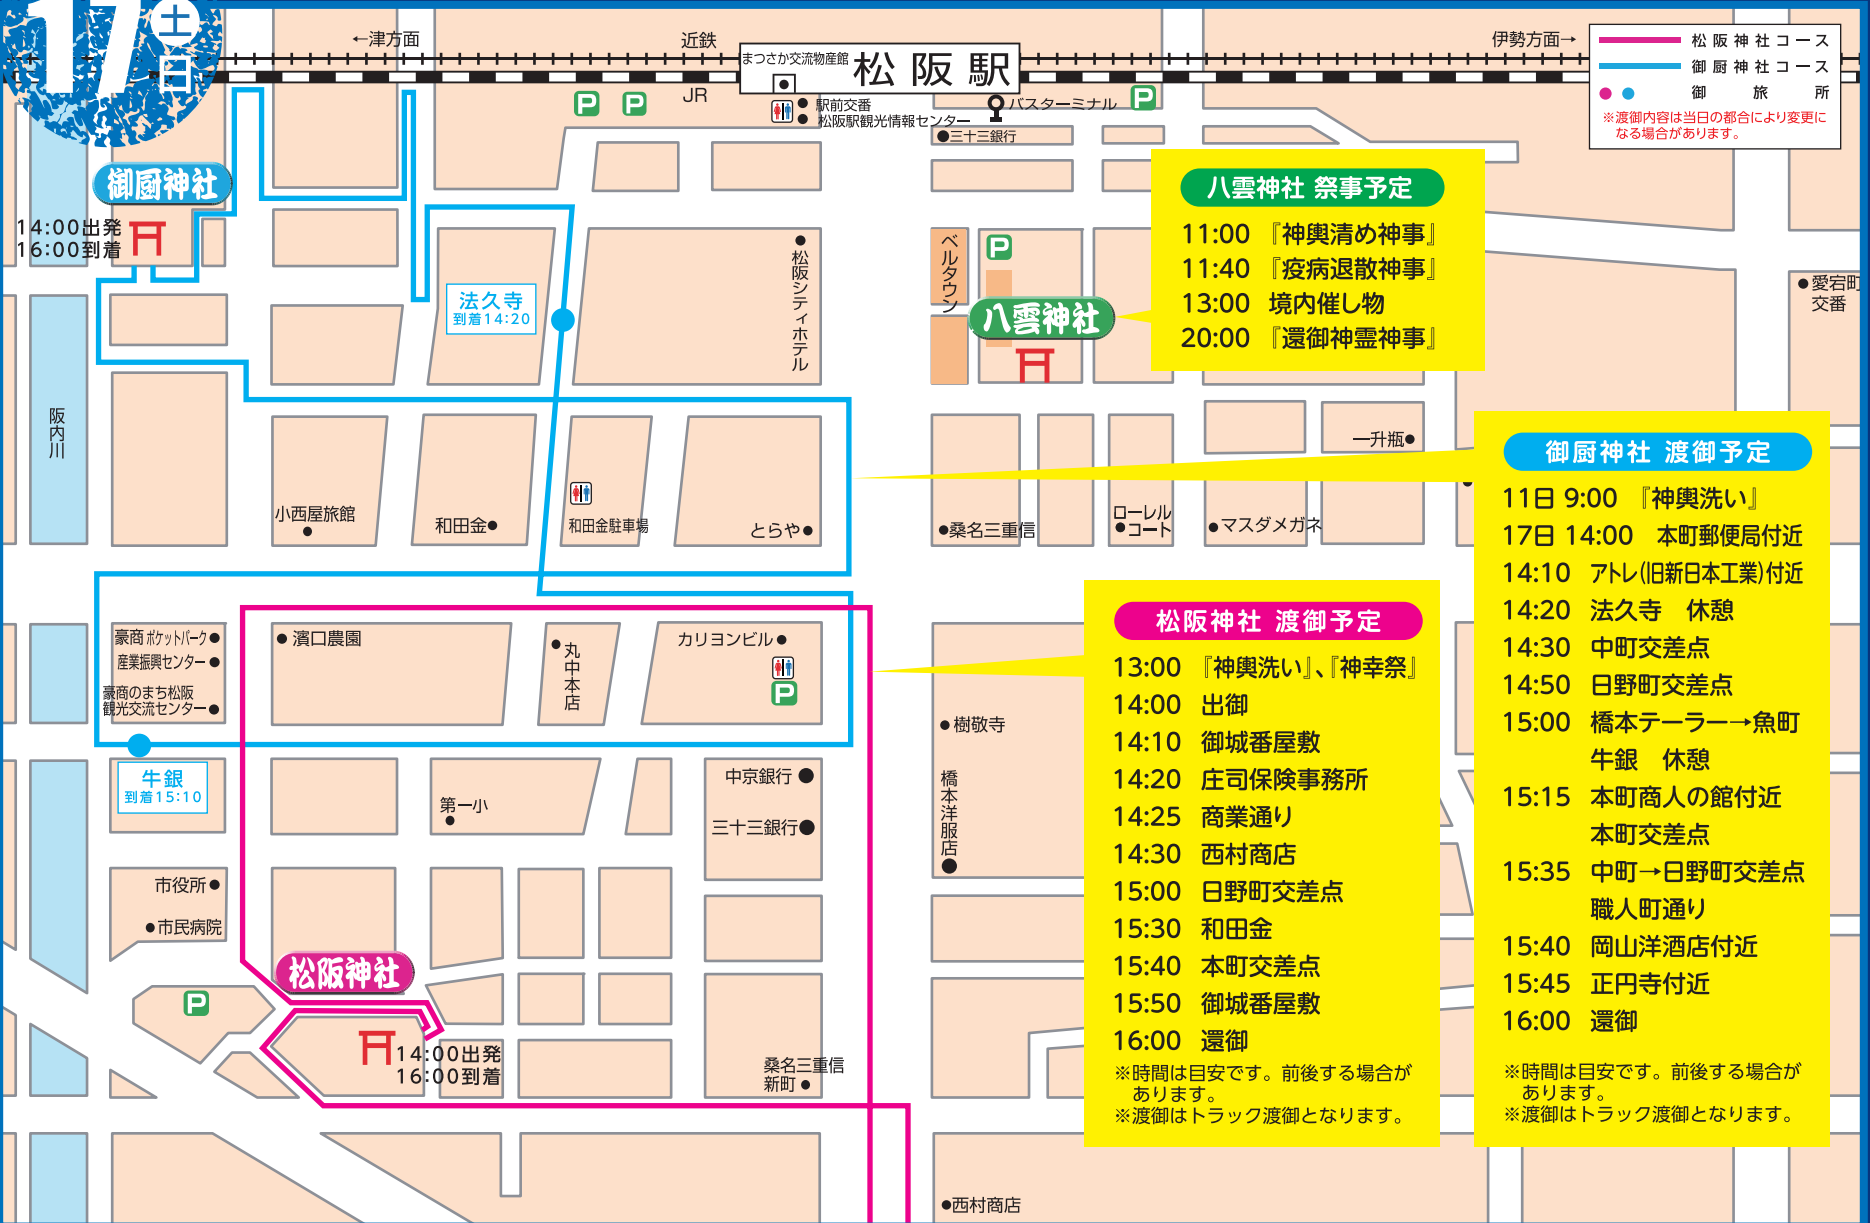 17
土
日
←津方面
近鉄
JR
まつさか交流物産館
松阪駅
伊勢方面→
駅前交番
松阪駅観光情報センター
バスターミナル
三十三銀行
松阪神社コース
御厨神社コース
御旅所
※渡御内容は当日の都合により変更に
なる場合があります。
御厨神社
14:00出発
16:00到着
法久寺
到着14:20
松阪シティホテル
ベルタウン
八雲神社
八雲神社 祭事予定
11:00 『神輿清め神事』
11:40 『疫病退散神事』
13:00 境内催し物
20:00 『還御神霊神事』
愛宕町
交番
阪内川
小西屋旅館
和田金
和田金駐車場
とらや
桑名三重信
ローレル
コート
マスダメガネ
一升瓶
豪商ポケットパーク
産業振興センター
豪商のまち松阪
観光交流センター
濱口農園
丸中本店
カリヨンビル
牛銀
到着15:10
第一小
中京銀行
三十三銀行
樹敬寺
橋本洋服店
市役所
市民病院
松阪神社
14:00出発
16:00到着
桑名三重信
新町
西村商店
松阪神社 渡御予定
13:00 『神輿洗い』、『神幸祭』
14:00 出御
14:10 御城番屋敷
14:20 庄司保険事務所
14:25 商業通り
14:30 西村商店
15:00 日野町交差点
15:30 和田金
15:40 本町交差点
15:50 御城番屋敷
16:00 還御
※時間は目安です。前後する場合が
あります。
※渡御はトラック渡御となります。
御厨神社 渡御予定
11日 9:00 『神輿洗い』
17日 14:00 本町郵便局付近
14:10 アトレ(旧新日本工業)付近
14:20 法久寺 休憩
14:30 中町交差点
14:50 日野町交差点
15:00 橋本テーラー→魚町
牛銀 休憩
15:15 本町商人の館付近
本町交差点
15:35 中町→日野町交差点
職人町通り
15:40 岡山洋酒店付近
15:45 正円寺付近
16:00 還御
※時間は目安です。前後する場合が
あります。
※渡御はトラック渡御となります。
P
P
P
P
P
P